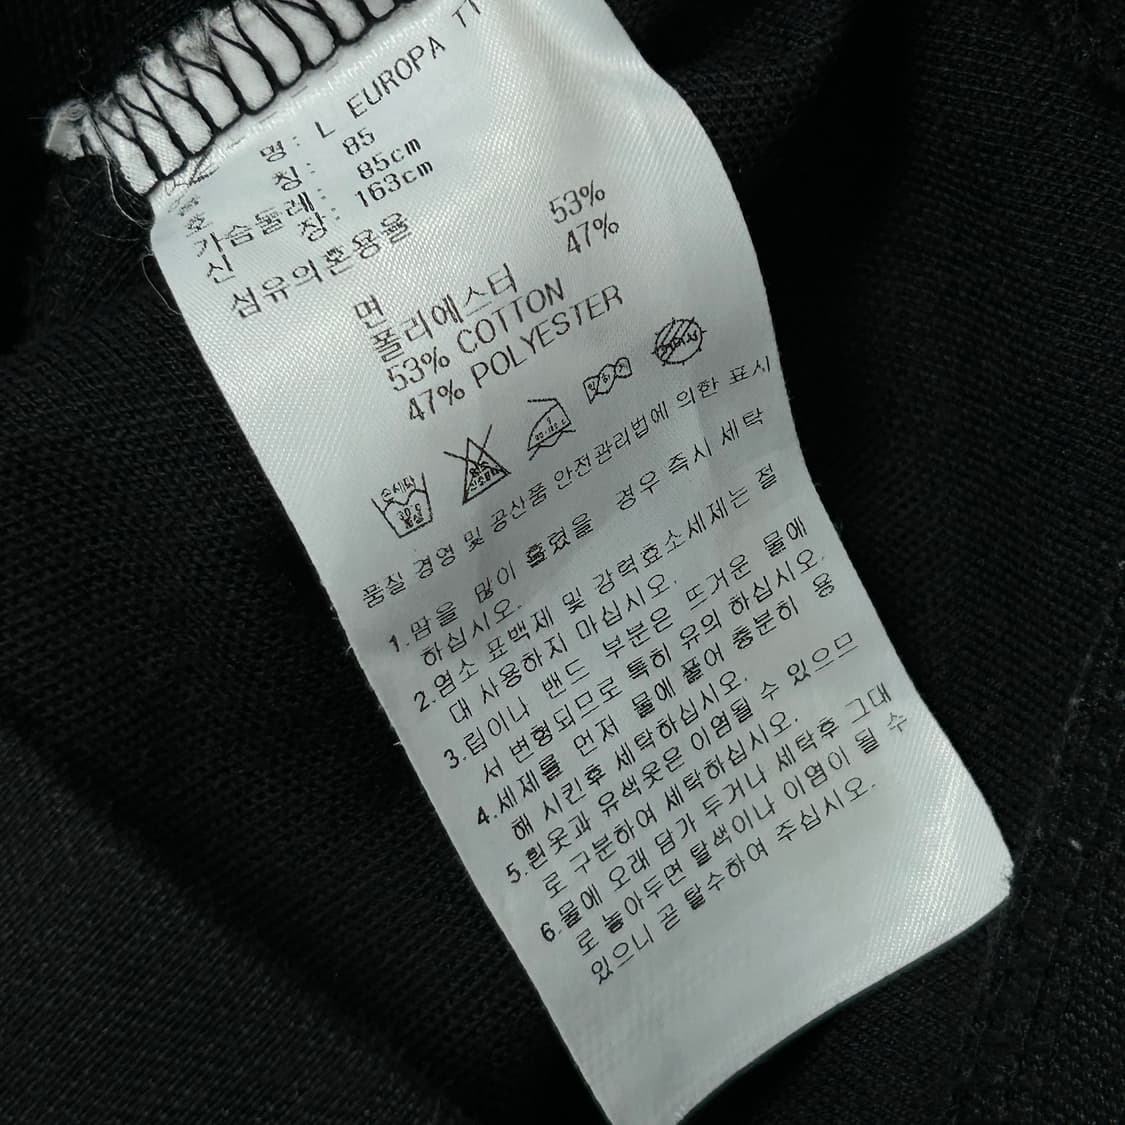 명: L EUROPA TT
호 칭: 85
가슴둘레: 85cm
신 장: 163cm
섬유의혼용율
면 53%
폴리에스터 47%
53% COTTON
47% POLYESTER
손세탁 30℃ 중성
염소
품질 경영 및 공산품 안전관리법에 의한 표시
1.땀을 많이 흘렸을 경우 즉시 세탁
하십시오.
2.염소 표백제 및 강력효소세제는 절
대 사용하지 마십시오.
3.립이나 밴드 부분은 뜨거운 물에
서 변형되므로 특히 유의 하십시오.
4.세제를 먼저 물에 풀어 충분히 용
해 시킨후 세탁하십시오.
5.흰옷과 유색옷은 이염될 수 있으므
로 구분하여 세탁하십시오.
6.물에 오래 담가 두거나 세탁후 그대
로 놓아두면 탈색이나 이염이 될 수
있으니 곧 탈수하여 주십시오.